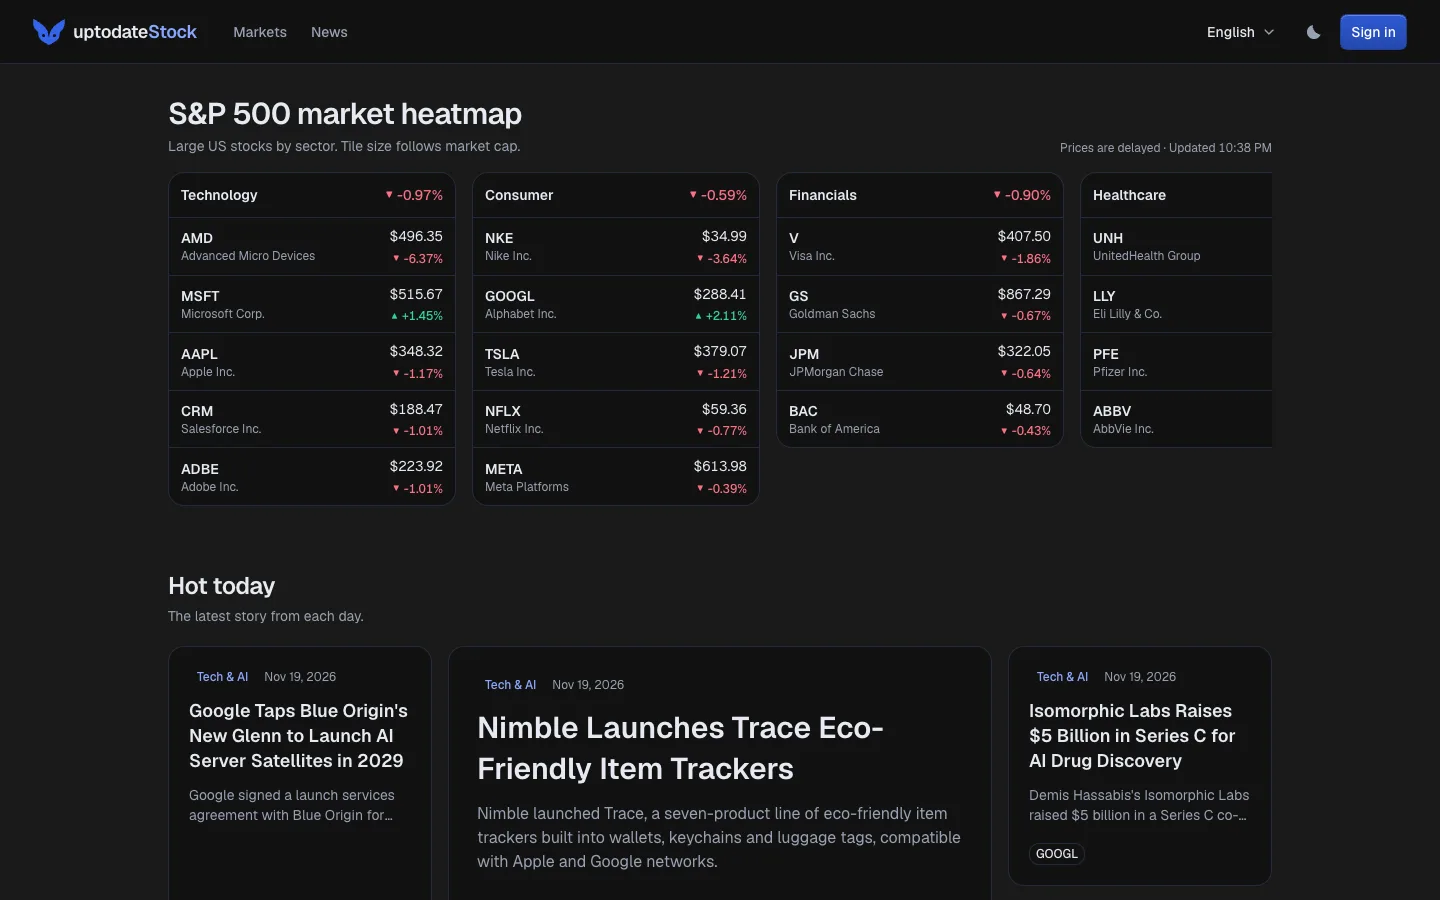 uptodateStock
Markets
News
English
Sign in
S&P 500 market heatmap
Large US stocks by sector. Tile size follows market cap.
Prices are delayed · Updated 10:38 PM
Technology ▼ -0.97%
AMD $496.35
Advanced Micro Devices ▼ -6.37%
MSFT $515.67
Microsoft Corp. ▲ +1.45%
AAPL $348.32
Apple Inc. ▼ -1.17%
CRM $188.47
Salesforce Inc. ▼ -1.01%
ADBE $223.92
Adobe Inc. ▼ -1.01%
Consumer ▼ -0.59%
NKE $34.99
Nike Inc. ▼ -3.64%
GOOGL $288.41
Alphabet Inc. ▲ +2.11%
TSLA $379.07
Tesla Inc. ▼ -1.21%
NFLX $59.36
Netflix Inc. ▼ -0.77%
META $613.98
Meta Platforms ▼ -0.39%
Financials ▼ -0.90%
V $407.50
Visa Inc. ▼ -1.86%
GS $867.29
Goldman Sachs ▼ -0.67%
JPM $322.05
JPMorgan Chase ▼ -0.64%
BAC $48.70
Bank of America ▼ -0.43%
Healthcare
UNH
UnitedHealth Group
LLY
Eli Lilly & Co.
PFE
Pfizer Inc.
ABBV
AbbVie Inc.
Hot today
The latest story from each day.
Tech & AI Nov 19, 2026
Google Taps Blue Origin's
New Glenn to Launch AI
Server Satellites in 2029
Google signed a launch services
agreement with Blue Origin for…
Tech & AI Nov 19, 2026
Nimble Launches Trace Eco-
Friendly Item Trackers
Nimble launched Trace, a seven-product line of eco-friendly item
trackers built into wallets, keychains and luggage tags, compatible
with Apple and Google networks.
Tech & AI Nov 19, 2026
Isomorphic Labs Raises
$5 Billion in Series C for
AI Drug Discovery
Demis Hassabis's Isomorphic Labs
raised $5 billion in a Series C co-…
GOOGL